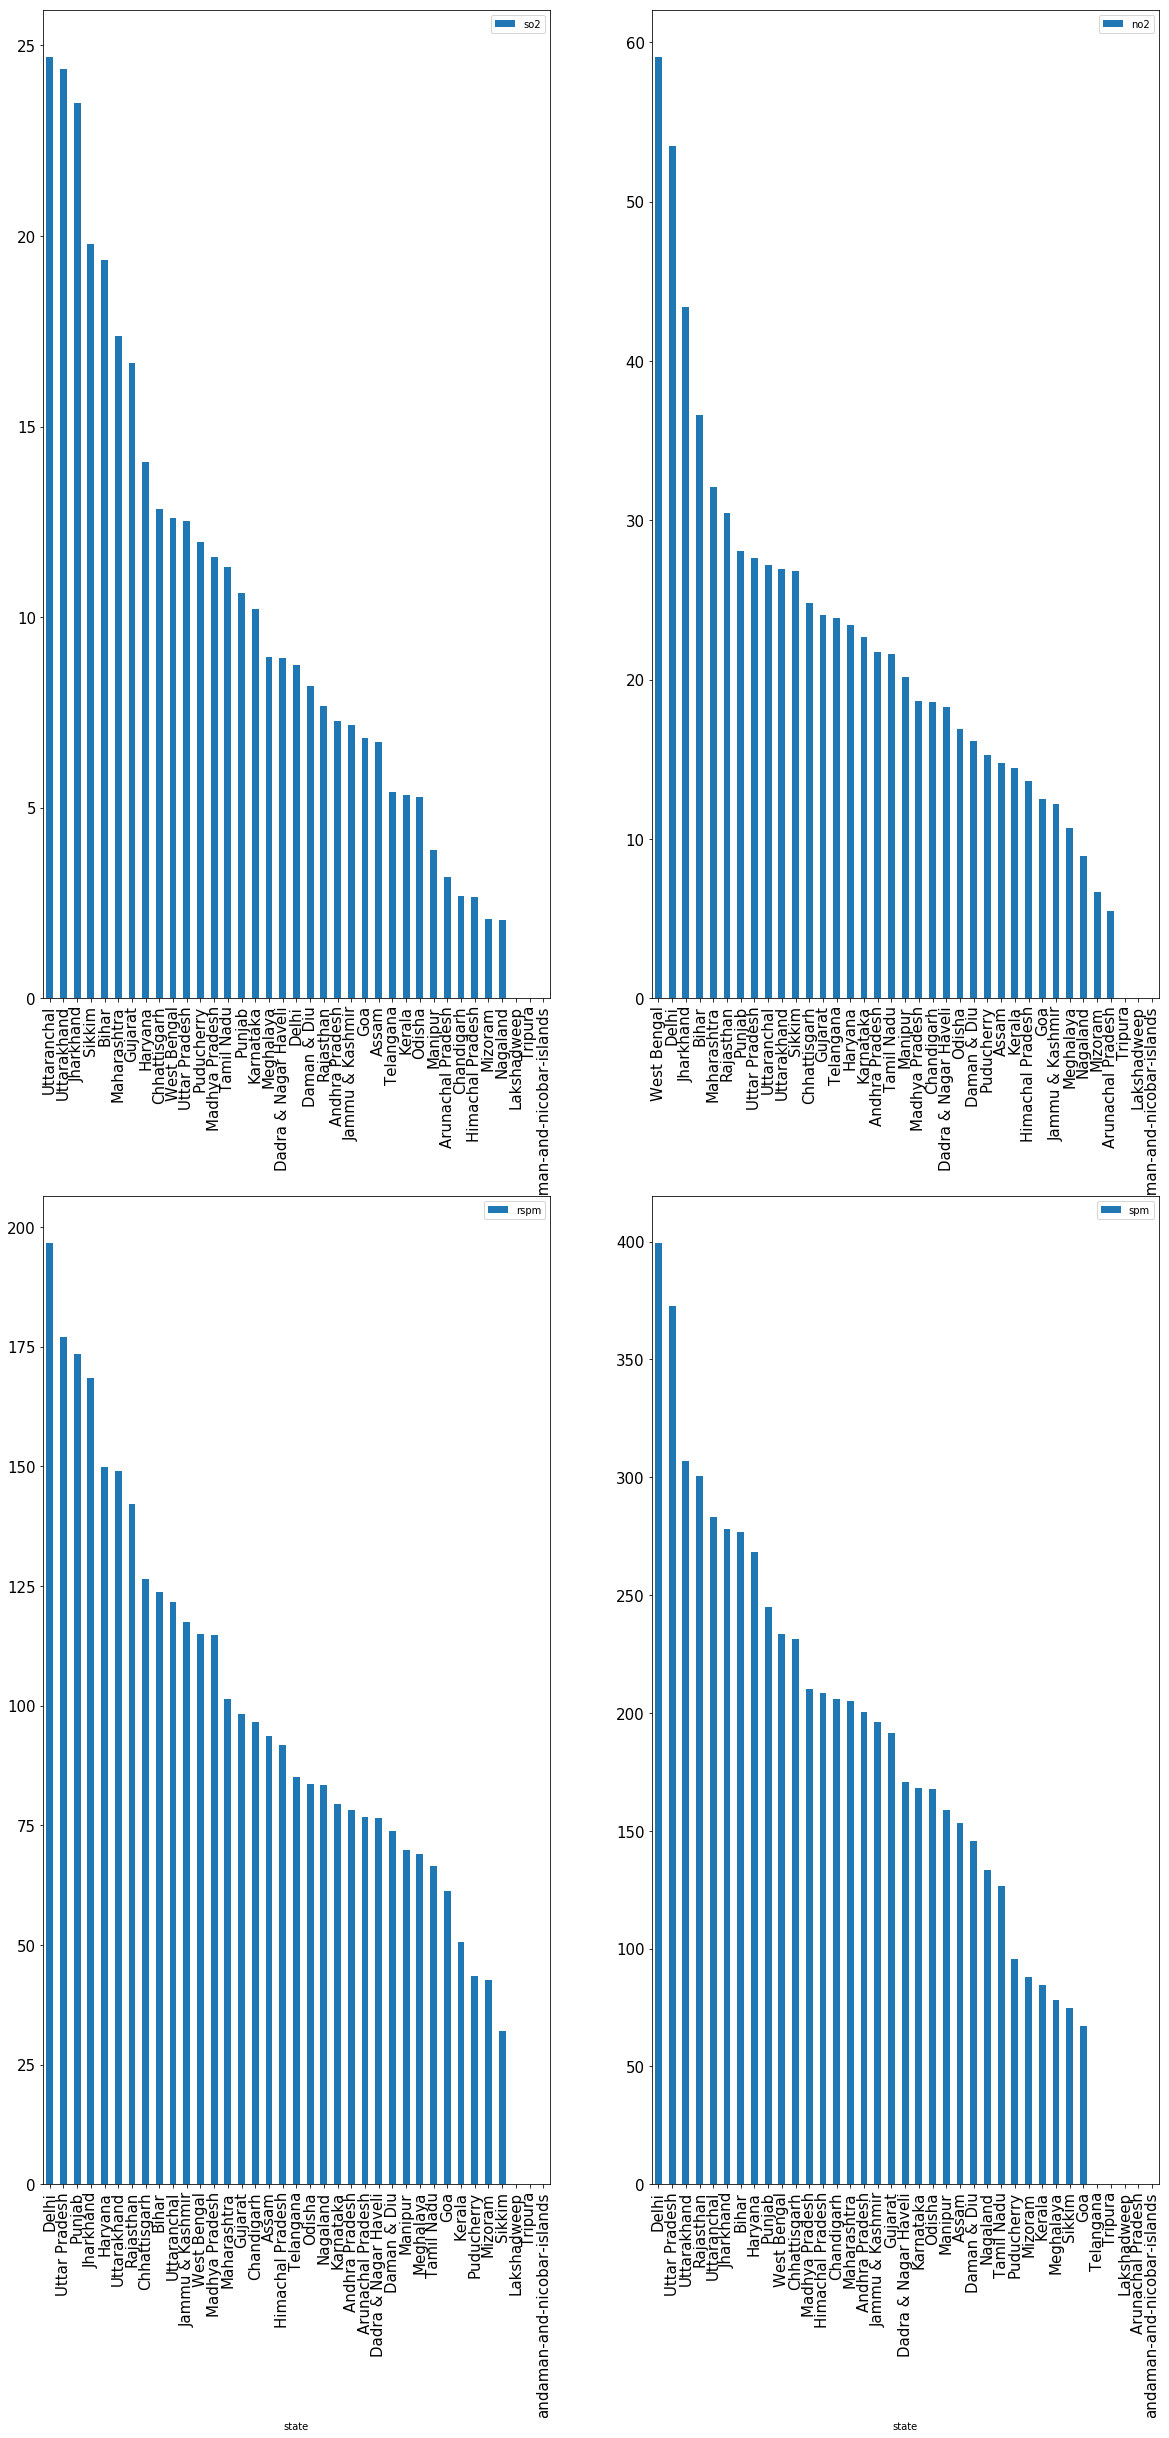 so2
25
20
15
10
5
0
Uttaranchal
Uttarakhand
Jharkhand
Sikkim
Bihar
Maharashtra
Gujarat
Haryana
Chhattisgarh
West Bengal
Uttar Pradesh
Puducherry
Madhya Pradesh
Tamil Nadu
Punjab
Karnataka
Meghalaya
Dadra & Nagar Haveli
Delhi
Daman & Diu
Rajasthan
Andhra Pradesh
Jammu & Kashmir
Goa
Assam
Telangana
Kerala
Odisha
Manipur
Arunachal Pradesh
Chandigarh
Himachal Pradesh
Mizoram
Nagaland
Lakshadweep
Tripura
man-and-nicobar-islands
no2
60
50
40
30
20
10
0
West Bengal
Delhi
Jharkhand
Bihar
Maharashtra
Rajasthan
Punjab
Uttar Pradesh
Uttaranchal
Uttarakhand
Sikkim
Chhattisgarh
Gujarat
Telangana
Haryana
Karnataka
Andhra Pradesh
Tamil Nadu
Manipur
Madhya Pradesh
Chandigarh
Dadra & Nagar Haveli
Odisha
Daman & Diu
Puducherry
Assam
Kerala
Himachal Pradesh
Goa
Jammu & Kashmir
Meghalaya
Nagaland
Mizoram
Arunachal Pradesh
Tripura
Lakshadweep
man-and-nicobar-islands
rspm
200
175
150
125
100
75
50
25
0
Delhi
Uttar Pradesh
Punjab
Jharkhand
Haryana
Uttarakhand
Rajasthan
Chhattisgarh
Bihar
Uttaranchal
Jammu & Kashmir
West Bengal
Madhya Pradesh
Maharashtra
Gujarat
Chandigarh
Assam
Himachal Pradesh
Telangana
Odisha
Nagaland
Karnataka
Andhra Pradesh
Arunachal Pradesh
Dadra & Nagar Haveli
Daman & Diu
Manipur
Meghalaya
Tamil Nadu
Goa
Kerala
Puducherry
Mizoram
Sikkim
Lakshadweep
Tripura
andaman-and-nicobar-islands
state
spm
400
350
300
250
200
150
100
50
0
Delhi
Uttar Pradesh
Uttarakhand
Rajasthan
Uttaranchal
Jharkhand
Bihar
Haryana
Punjab
West Bengal
Chhattisgarh
Madhya Pradesh
Himachal Pradesh
Chandigarh
Maharashtra
Andhra Pradesh
Jammu & Kashmir
Gujarat
Dadra & Nagar Haveli
Karnataka
Odisha
Manipur
Assam
Daman & Diu
Nagaland
Tamil Nadu
Puducherry
Mizoram
Kerala
Meghalaya
Sikkim
Goa
Telangana
Tripura
Lakshadweep
Arunachal Pradesh
andaman-and-nicobar-islands
state